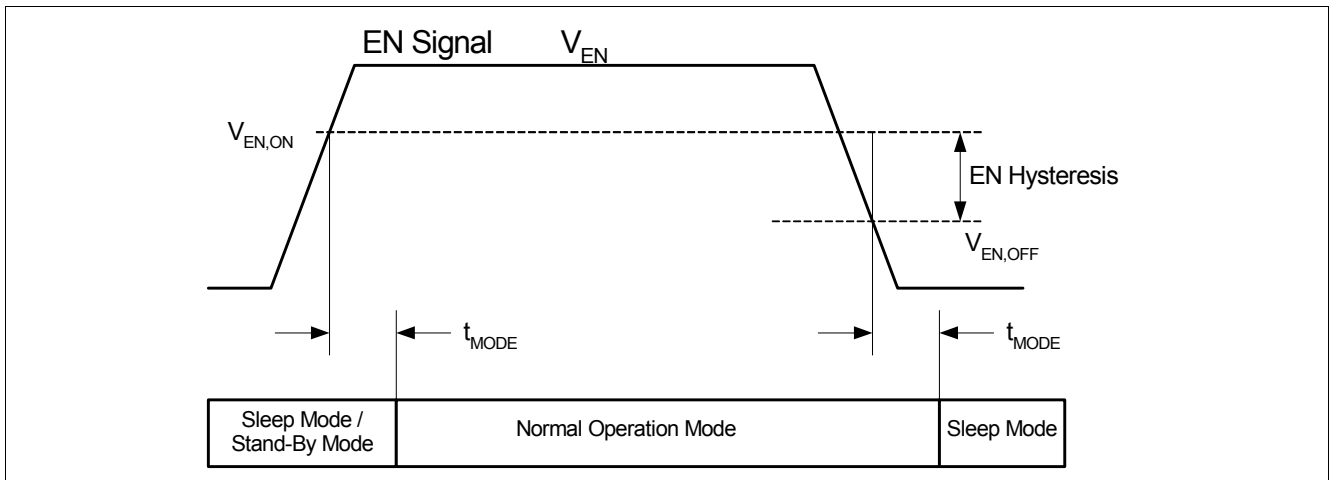 EN Signal V_EN
V_EN,ON
EN Hysteresis
V_EN,OFF
t_MODE
t_MODE
Sleep Mode /
Stand-By Mode
Normal Operation Mode
Sleep Mode